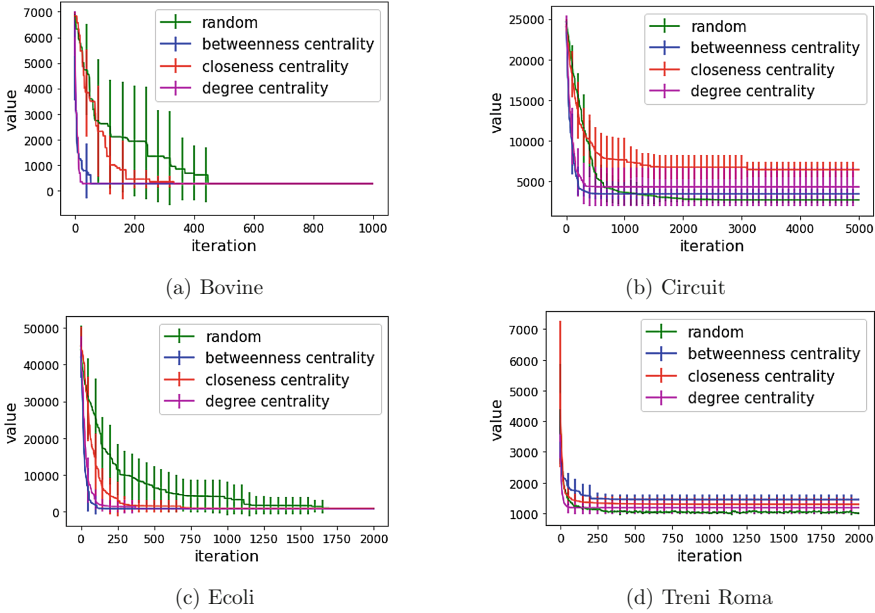 7000
6000
5000
4000
3000
2000
1000
0
value
random
betweenness centrality
closeness centrality
degree centrality
0 200 400 600 800 1000
iteration
(a) Bovine
25000
20000
15000
10000
5000
value
random
betweenness centrality
closeness centrality
degree centrality
0 1000 2000 3000 4000 5000
iteration
(b) Circuit
50000
40000
30000
20000
10000
0
value
random
betweenness centrality
closeness centrality
degree centrality
0 250 500 750 1000 1250 1500 1750 2000
iteration
(c) Ecoli
7000
6000
5000
4000
3000
2000
1000
value
random
betweenness centrality
closeness centrality
degree centrality
0 250 500 750 1000 1250 1500 1750 2000
iteration
(d) Treni Roma